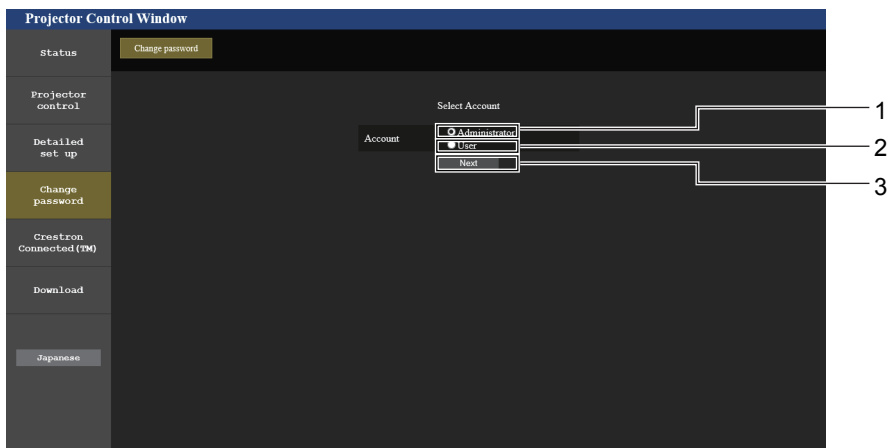 Projector Control Window
Status
Change password
Projector
control
Select Account
1
Administrator
Account
User
2
Detailed
set up
Next
3
Change
password
Crestron
Connected(TM)
Download
Japanese